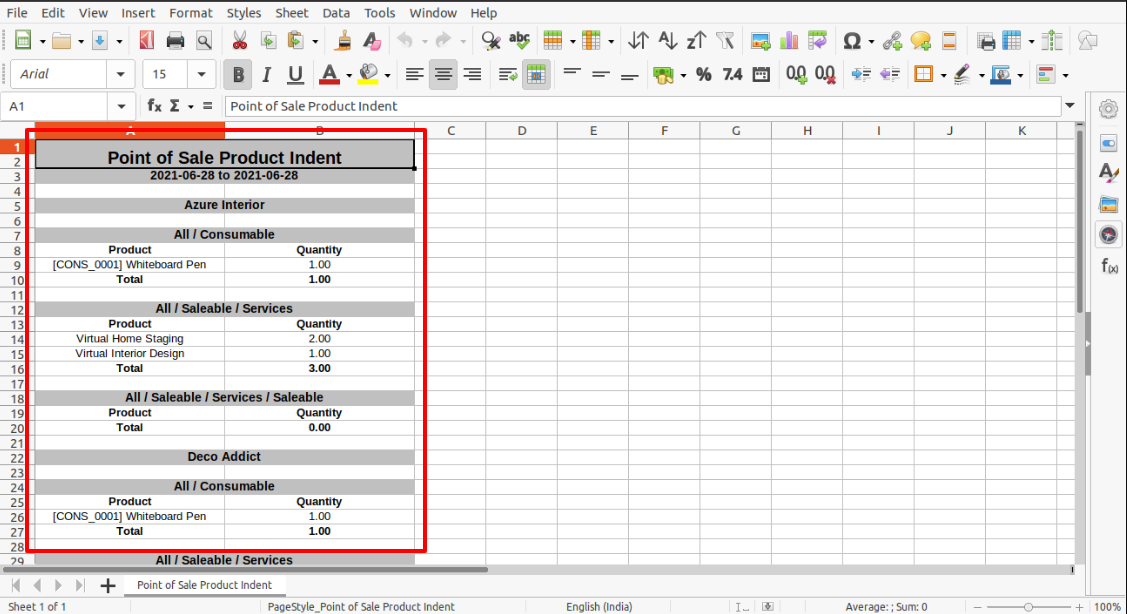 File Edit View Insert Format Styles Sheet Data Tools Window Help
Arial 15 B I U A % 7.4 0.0 0.0
A1 fx Σ = Point of Sale Product Indent
A B C D E F G H I J K
1
2 Point of Sale Product Indent
3 2021-06-28 to 2021-06-28
4
5 Azure Interior
6
7 All / Consumable
8 Product Quantity
9 [CONS_0001] Whiteboard Pen 1.00
10 Total 1.00
11
12 All / Saleable / Services
13 Product Quantity
14 Virtual Home Staging 2.00
15 Virtual Interior Design 1.00
16 Total 3.00
17
18 All / Saleable / Services / Saleable
19 Product Quantity
20 Total 0.00
21
22 Deco Addict
23
24 All / Consumable
25 Product Quantity
26 [CONS_0001] Whiteboard Pen 1.00
27 Total 1.00
28
29 All / Saleable / Services
Point of Sale Product Indent
Sheet 1 of 1 PageStyle_Point of Sale Product Indent English (India) Average: ; Sum: 0 100%